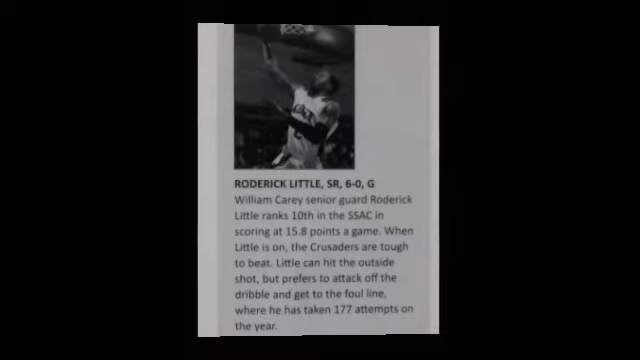 RODERICK LITTLE, SR, 6-0, G
William Carey senior guard Roderick
Little ranks 10th in the SSAC in
scoring at 15.8 points a game. When
Little is on, the Crusaders are tough
to beat. Little can hit the outside
shot, but prefers to attack off the
dribble and get to the foul line,
where he has taken 177 attempts on
the year.